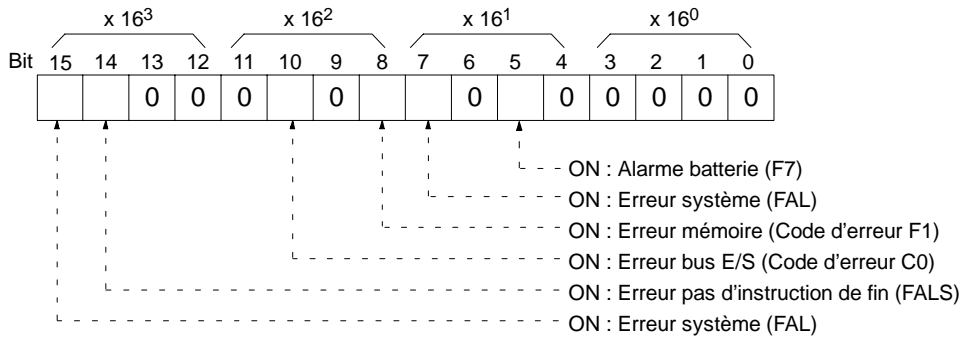 x 16³ x 16² x 16¹ x 16⁰
Bit 15 14 13 12 11 10 9 8 7 6 5 4 3 2 1 0
0 0 0 0 0 0 0 0 0 0
ON : Alarme batterie (F7)
ON : Erreur système (FAL)
ON : Erreur mémoire (Code d'erreur F1)
ON : Erreur bus E/S (Code d'erreur C0)
ON : Erreur pas d'instruction de fin (FALS)
ON : Erreur système (FAL)